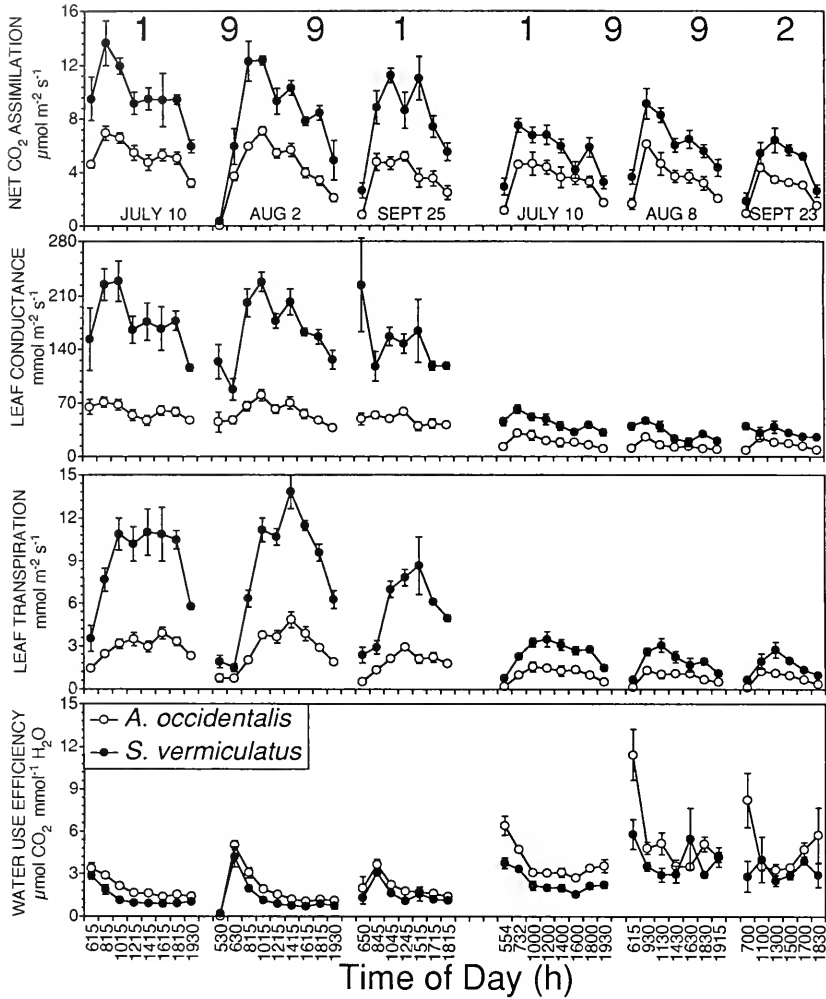 1 9 9 1 1 9 9 2
NET CO₂ ASSIMILATION
µmol m⁻² s⁻¹
16
12
8
4
0
JULY 10 AUG 2 SEPT 25 JULY 10 AUG 8 SEPT 23
LEAF CONDUCTANCE
mmol m⁻² s⁻¹
280
210
140
70
0
LEAF TRANSPIRATION
mmol m⁻² s⁻¹
15
12
9
6
3
0
WATER USE EFFICIENCY
µmol CO₂ mmol⁻¹ H₂O
15
12
9
6
3
0
A. occidentalis
S. vermiculatus
615 815 1015 1215 1415 1615 1815 1930 530 630 815 1015 1215 1415 1615 1815 1930 650 845 1045 1245 1515 1715 1815 554 732 1000 1200 1400 1600 1800 1930 615 930 1130 1430 1630 1830 1915 700 1100 1300 1500 1700 1830
Time of Day (h)